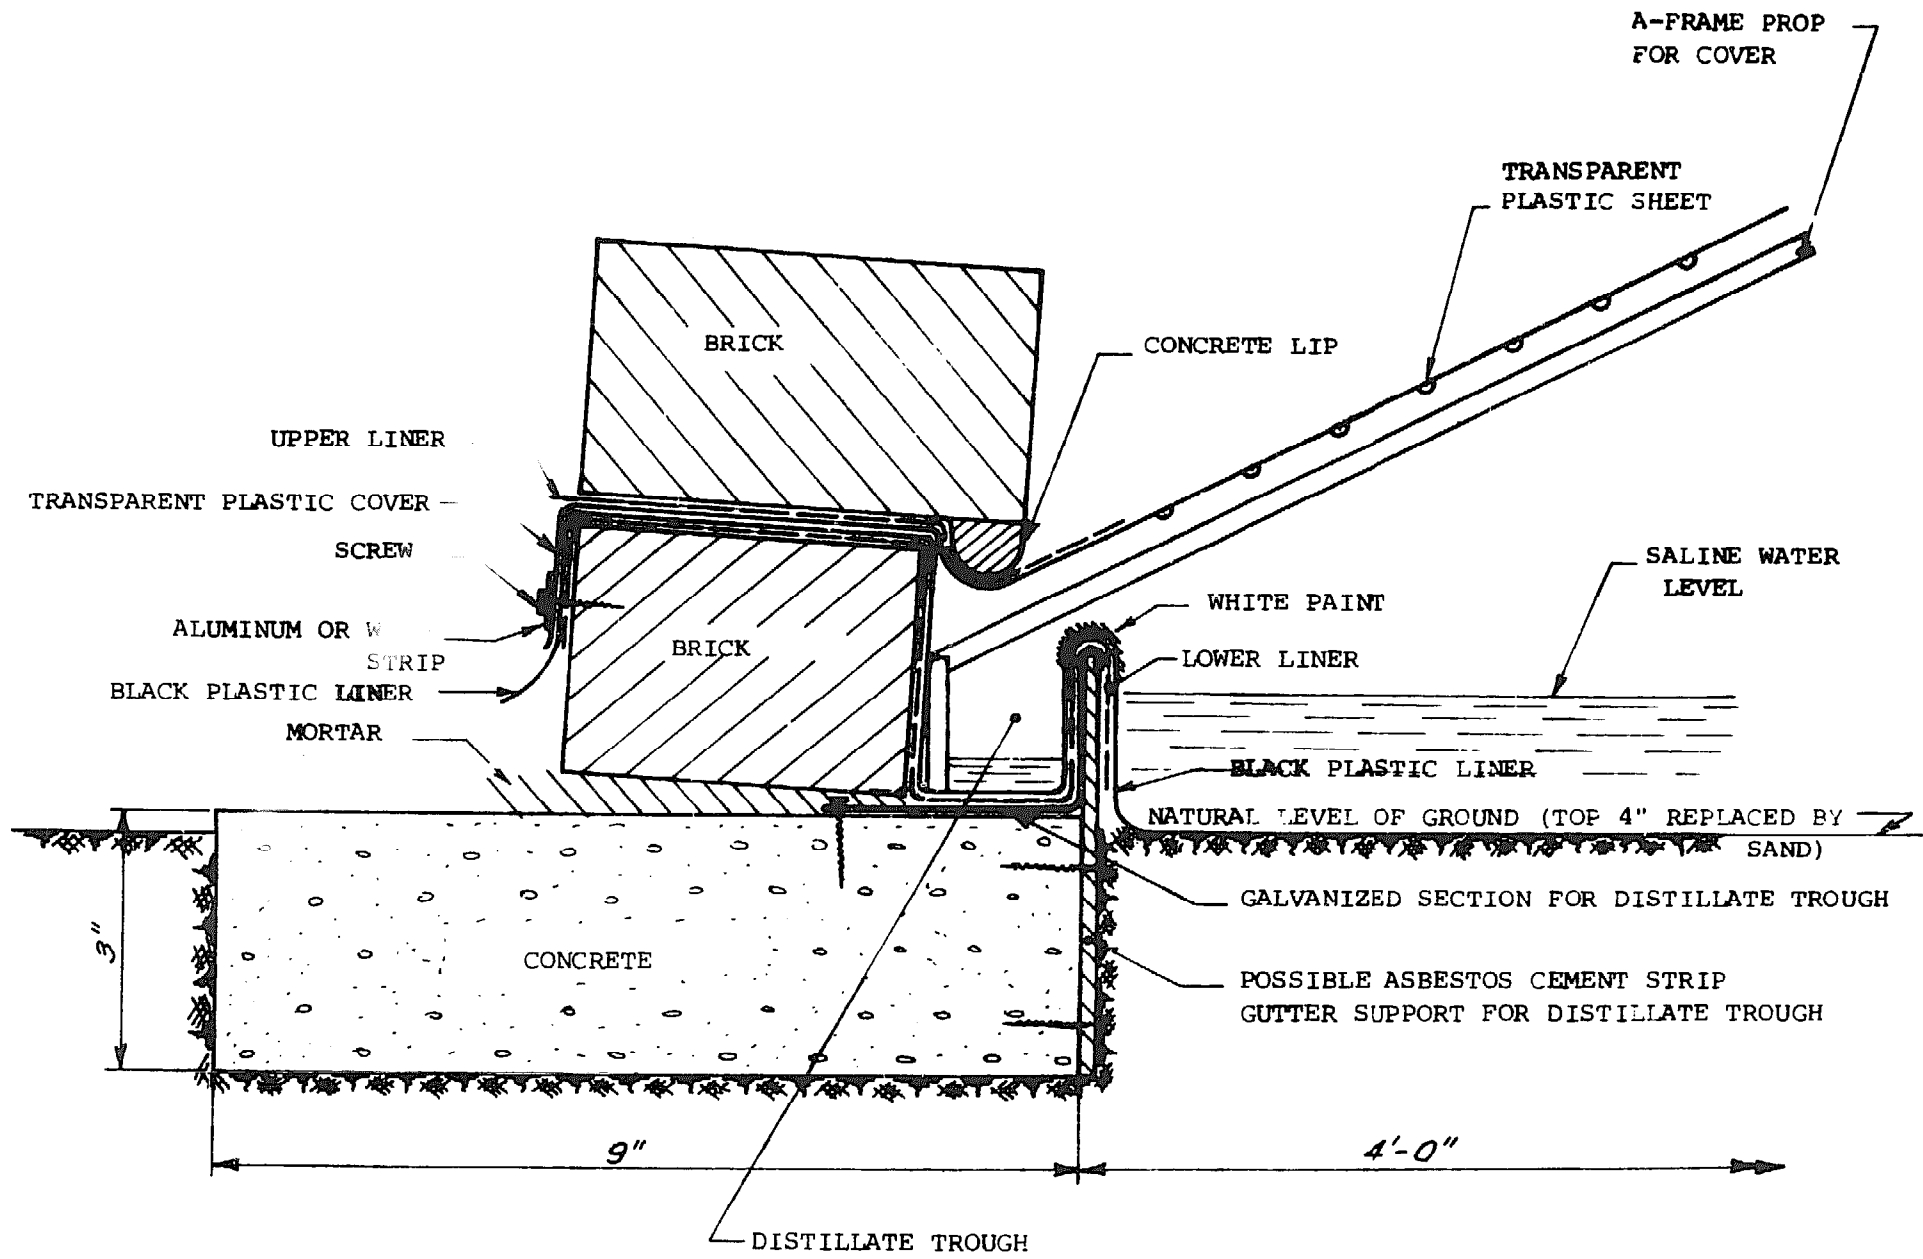 A-FRAME PROP
FOR COVER
TRANSPARENT
PLASTIC SHEET
BRICK
CONCRETE LIP
UPPER LINER
TRANSPARENT PLASTIC COVER
SCREW
SALINE WATER
LEVEL
WHITE PAINT
ALUMINUM OR
STRIP
BRICK
LOWER LINER
BLACK PLASTIC LINER
MORTAR
BLACK PLASTIC LINER
NATURAL LEVEL OF GROUND (TOP 4" REPLACED BY
SAND)
GALVANIZED SECTION FOR DISTILLATE TROUGH
3"
CONCRETE
POSSIBLE ASBESTOS CEMENT STRIP
GUTTER SUPPORT FOR DISTILLATE TROUGH
9"
4'-0"
DISTILLATE TROUGH